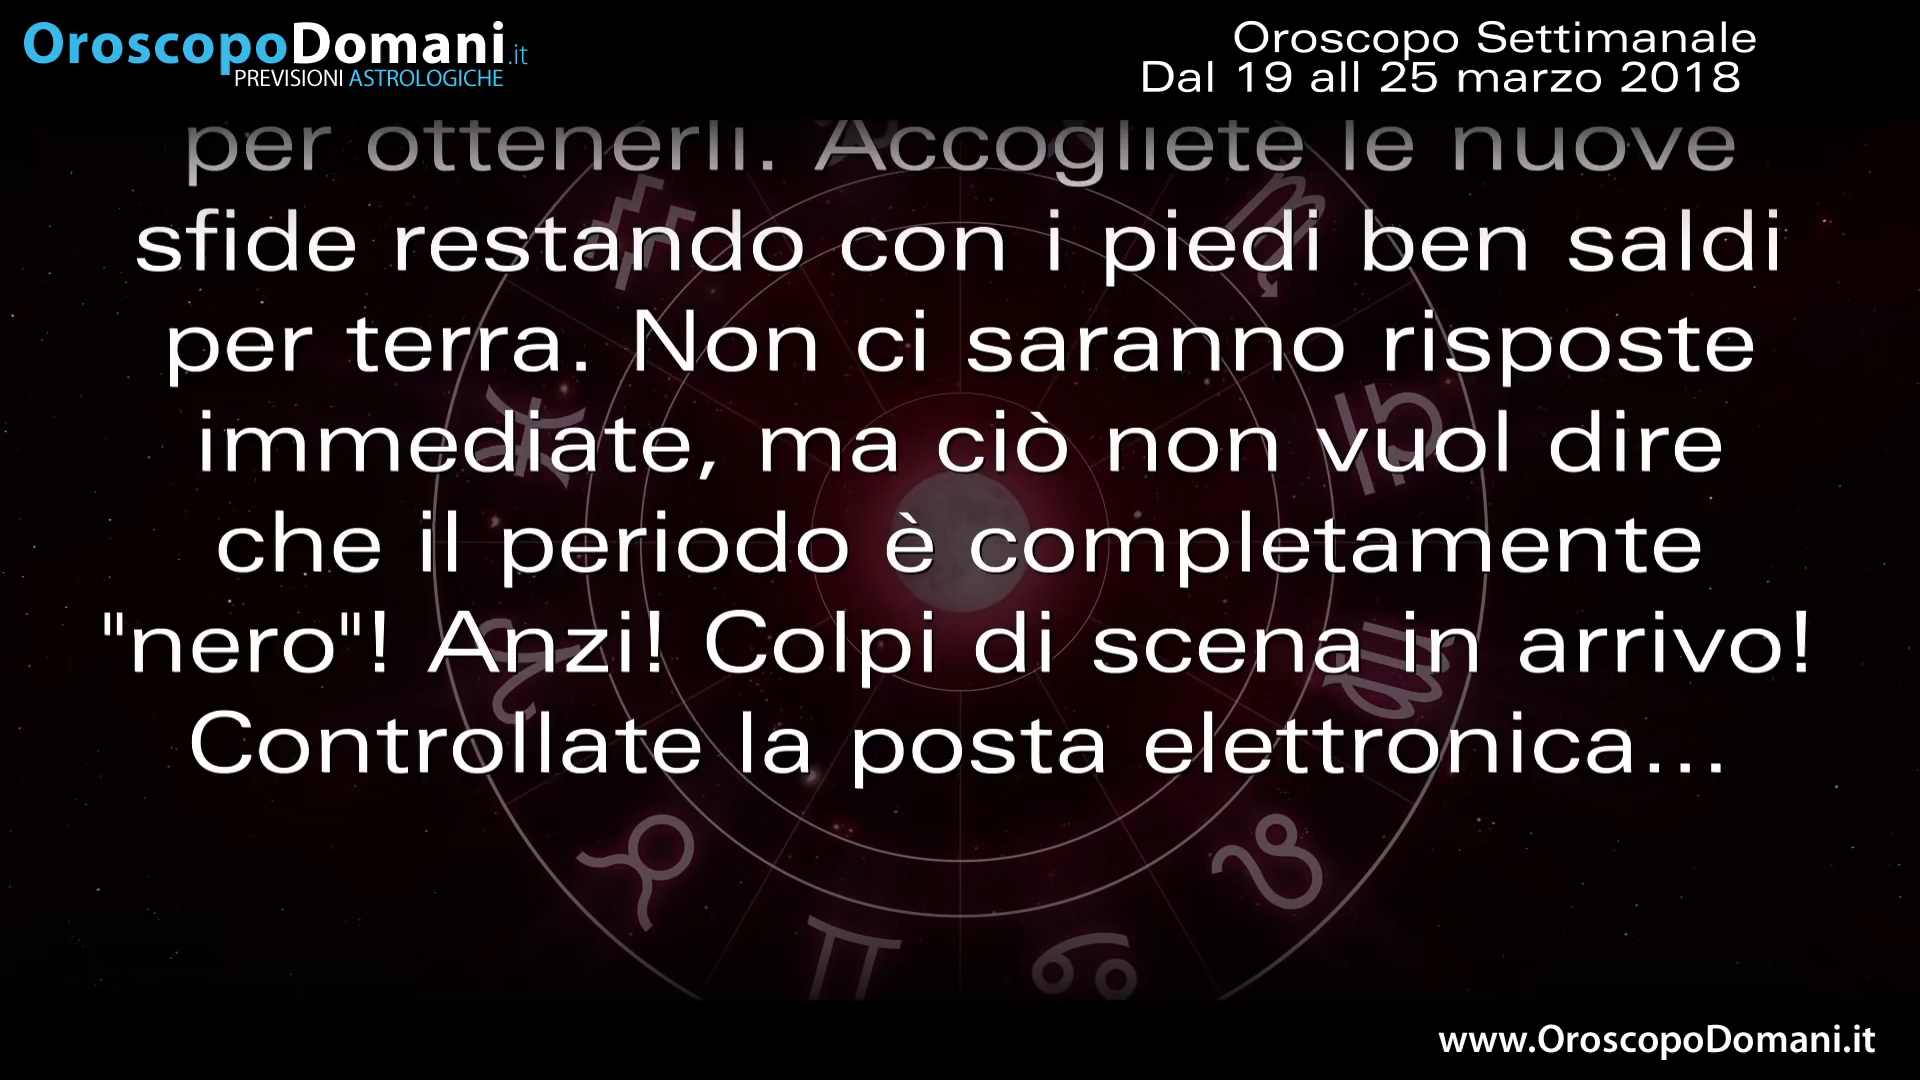 OroscopoDomani.it
PREVISIONI ASTROLOGICHE
Oroscopo Settimanale
Dal 19 all 25 marzo 2018
per ottenerli. Accogliete le nuove
sfide restando con i piedi ben saldi
per terra. Non ci saranno risposte
immediate, ma ciò non vuol dire
che il periodo è completamente
"nero"! Anzi! Colpi di scena in arrivo!
Controllate la posta elettronica...
www.OroscopoDomani.it